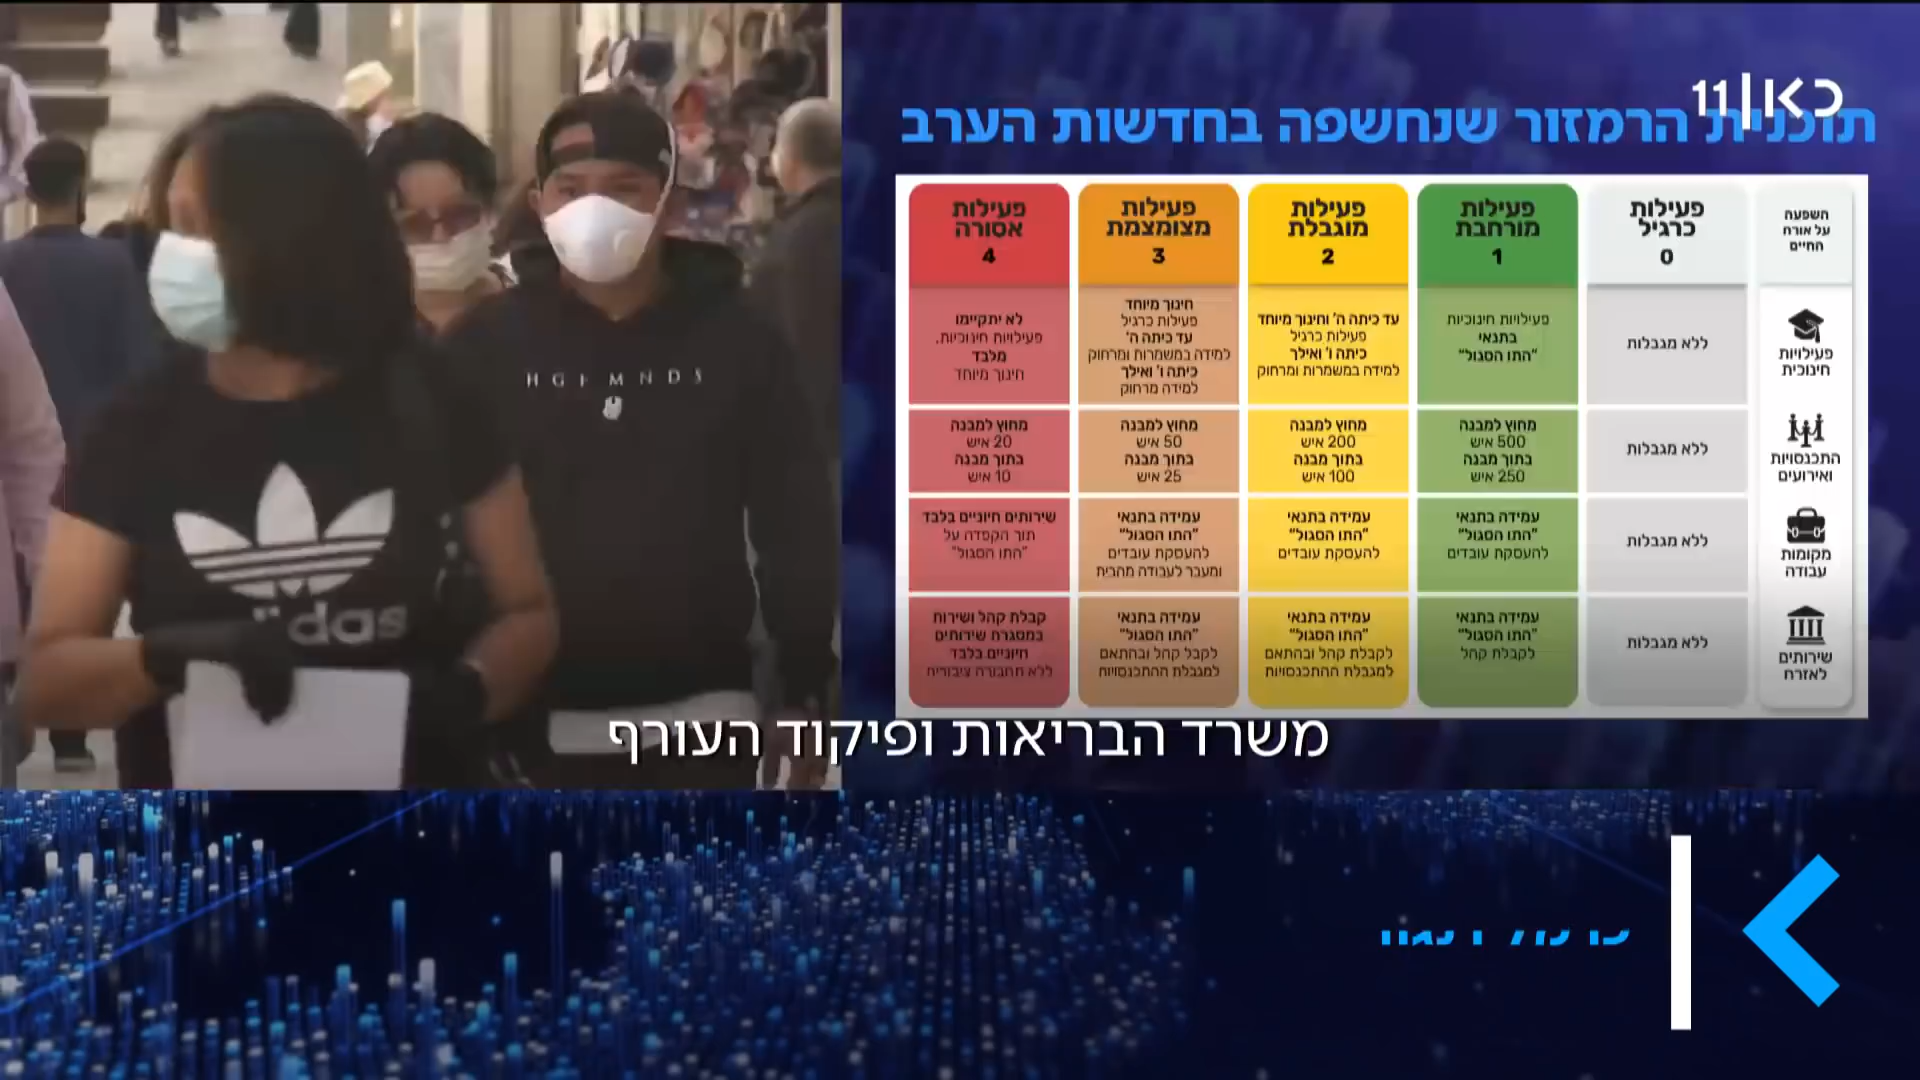 כאן 11
תוכנית הרמזור שנחשפה בחדשות הערב
השפעה
על אורח
החיים
פעילות
כרגיל
0
פעילות
מורחבת
1
פעילות
מוגבלת
2
פעילות
מצומצמת
3
פעילות
אסורה
4
פעילויות
חינוכית
ללא מגבלות
פעילויות חינוכיות
בתנאי
"התו הסגול"
עד כיתה ה' וחינוך מיוחד
פעילות כרגיל
כיתה ו' ואילך
למידה במשמרות ומרחוק
חינוך מיוחד
פעילות כרגיל
עד כיתה ה'
למידה במשמרות ומרחוק
כיתה ו' ואילך
למידה מרחוק
לא יתקיימו
פעילויות חינוכיות,
מלבד
חינוך מיוחד
התכנסויות
ואירועים
ללא מגבלות
מחוץ למבנה
500 איש
בתוך מבנה
250 איש
מחוץ למבנה
200 איש
בתוך מבנה
100 איש
מחוץ למבנה
50 איש
בתוך מבנה
25 איש
מחוץ למבנה
20 איש
בתוך מבנה
10 איש
מקומות
עבודה
ללא מגבלות
עמידה בתנאי
"התו הסגול"
להעסקת עובדים
עמידה בתנאי
"התו הסגול"
להעסקת עובדים
עמידה בתנאי
"התו הסגול"
להעסקת עובדים
ומעבר לעבודה מהבית
שירותים חיוניים בלבד
תוך הקפדה על
"התו הסגול"
שירותים
לאזרח
ללא מגבלות
עמידה בתנאי
"התו הסגול"
לקבלת קהל
עמידה בתנאי
"התו הסגול"
לקבלת קהל ובהתאם
למגבלת ההתכנסויות
עמידה בתנאי
"התו הסגול"
לקבל קהל ובהתאם
למגבלת ההתכנסויות
קבלת קהל ושירות
במסגרת שירותים
חיוניים בלבד
ללא תחבורה ציבורית
HGFMNDS
das
משרד הבריאות ופיקוד העורף